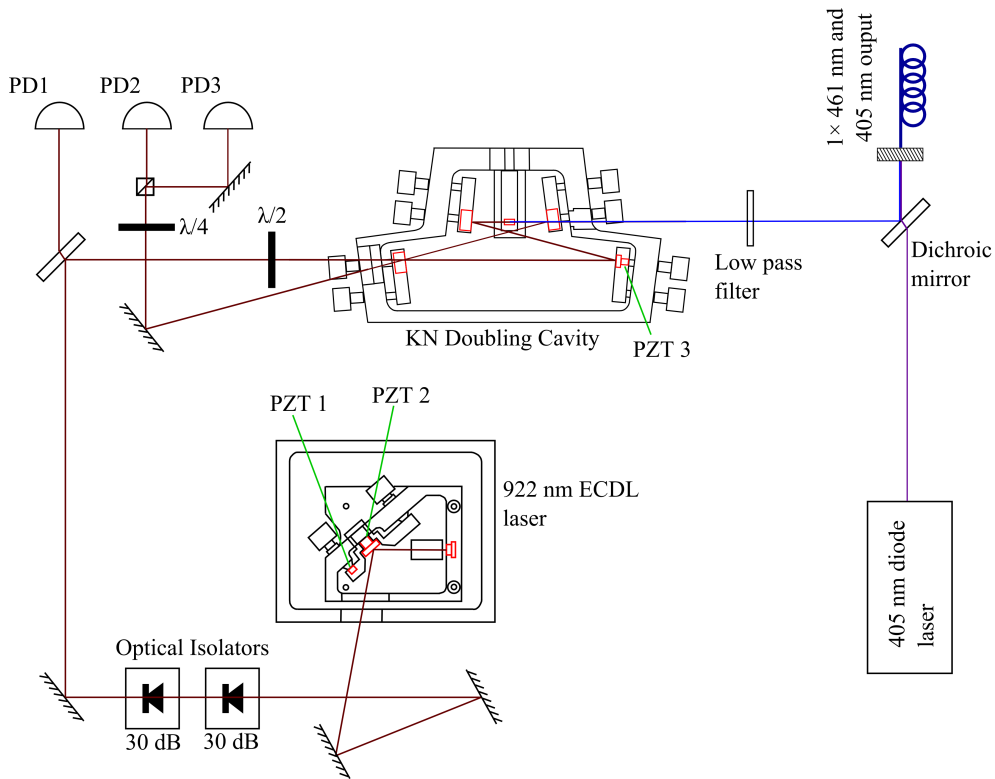 PD1
PD2
PD3
1× 461 nm and
405 nm ouput
λ/4
λ/2
Dichroic
mirror
Low pass
filter
KN Doubling Cavity
PZT 3
PZT 1
PZT 2
922 nm ECDL
laser
405 nm diode
laser
Optical Isolators
30 dB
30 dB